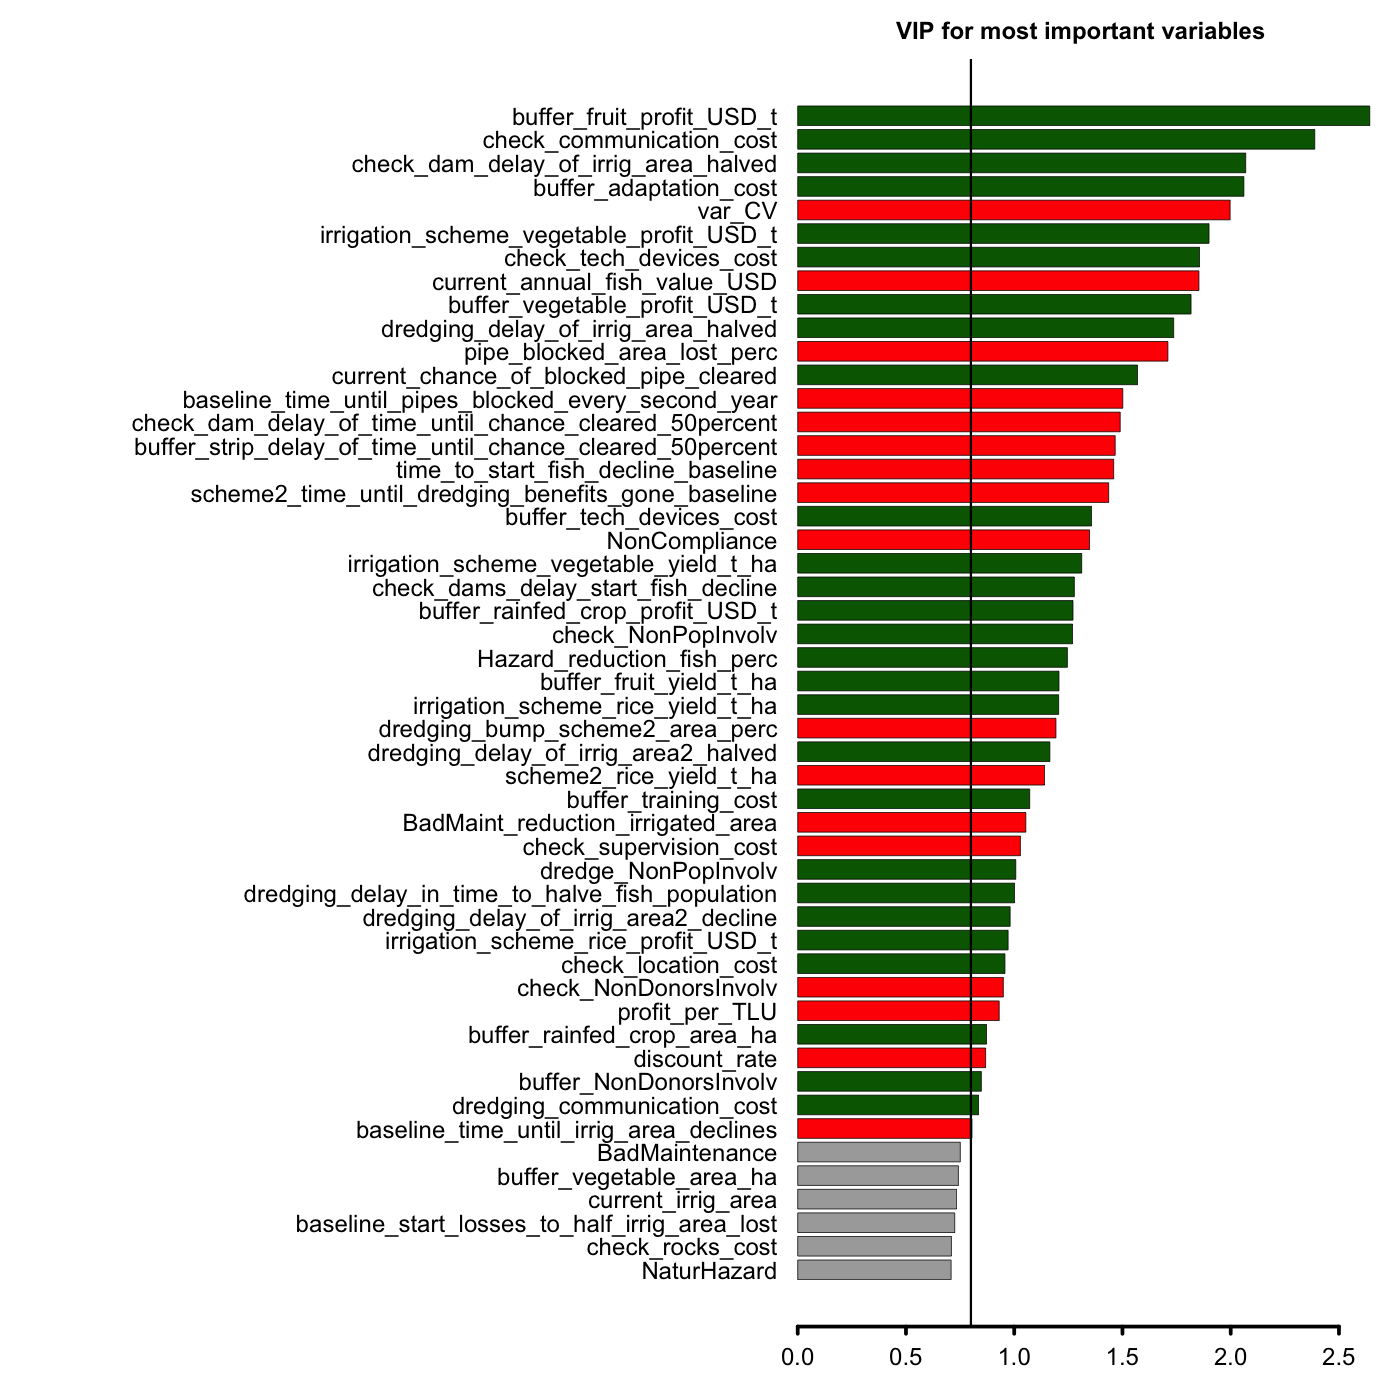 VIP for most important variables
buffer_fruit_profit_USD_t
check_communication_cost
check_dam_delay_of_irrig_area_halved
buffer_adaptation_cost
var_CV
irrigation_scheme_vegetable_profit_USD_t
check_tech_devices_cost
current_annual_fish_value_USD
buffer_vegetable_profit_USD_t
dredging_delay_of_irrig_area_halved
pipe_blocked_area_lost_perc
current_chance_of_blocked_pipe_cleared
baseline_time_until_pipes_blocked_every_second_year
check_dam_delay_of_time_until_chance_cleared_50percent
buffer_strip_delay_of_time_until_chance_cleared_50percent
time_to_start_fish_decline_baseline
scheme2_time_until_dredging_benefits_gone_baseline
buffer_tech_devices_cost
NonCompliance
irrigation_scheme_vegetable_yield_t_ha
check_dams_delay_start_fish_decline
buffer_rainfed_crop_profit_USD_t
check_NonPopInvolv
Hazard_reduction_fish_perc
buffer_fruit_yield_t_ha
irrigation_scheme_rice_yield_t_ha
dredging_bump_scheme2_area_perc
dredging_delay_of_irrig_area2_halved
scheme2_rice_yield_t_ha
buffer_training_cost
BadMaint_reduction_irrigated_area
check_supervision_cost
dredge_NonPopInvolv
dredging_delay_in_time_to_halve_fish_population
dredging_delay_of_irrig_area2_decline
irrigation_scheme_rice_profit_USD_t
check_location_cost
check_NonDonorsInvolv
profit_per_TLU
buffer_rainfed_crop_area_ha
discount_rate
buffer_NonDonorsInvolv
dredging_communication_cost
baseline_time_until_irrig_area_declines
BadMaintenance
buffer_vegetable_area_ha
current_irrig_area
baseline_start_losses_to_half_irrig_area_lost
check_rocks_cost
NaturHazard
0.0 0.5 1.0 1.5 2.0 2.5